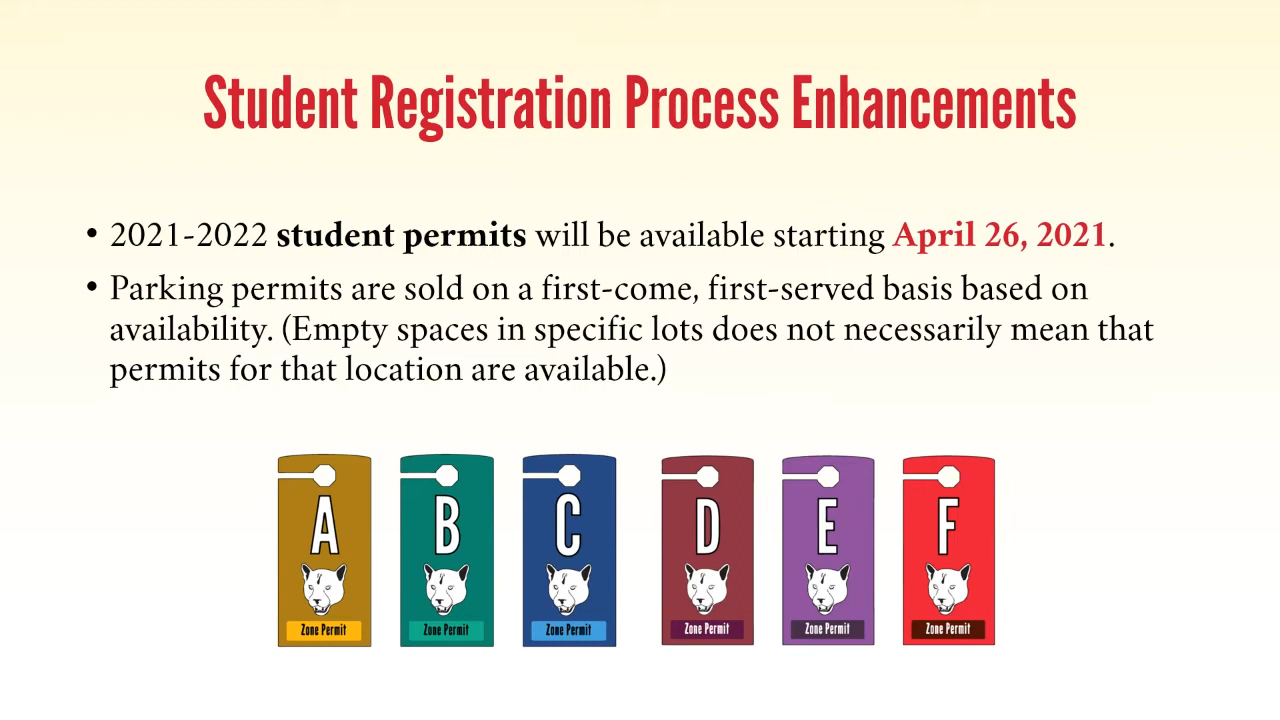 Student Registration Process Enhancements
• 2021-2022 student permits will be available starting April 26, 2021.
• Parking permits are sold on a first-come, first-served basis based on
availability. (Empty spaces in specific lots does not necessarily mean that
permits for that location are available.)
A B C D E F
Zone Permit Zone Permit Zone Permit Zone Permit Zone Permit Zone Permit